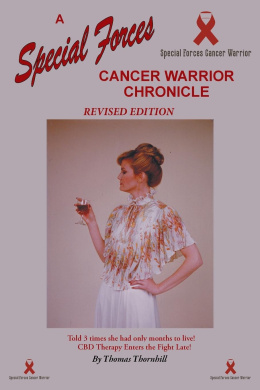 A
Special Forces
Special Forces Cancer Warrior
CANCER WARRIOR
CHRONICLE
REVISED EDITION
Told 3 times she had only months to live!
CBD Therapy Enters the Fight Late!
By Thomas Thornhill
Special Forces Cancer Warrior
Special Forces Cancer Warrior